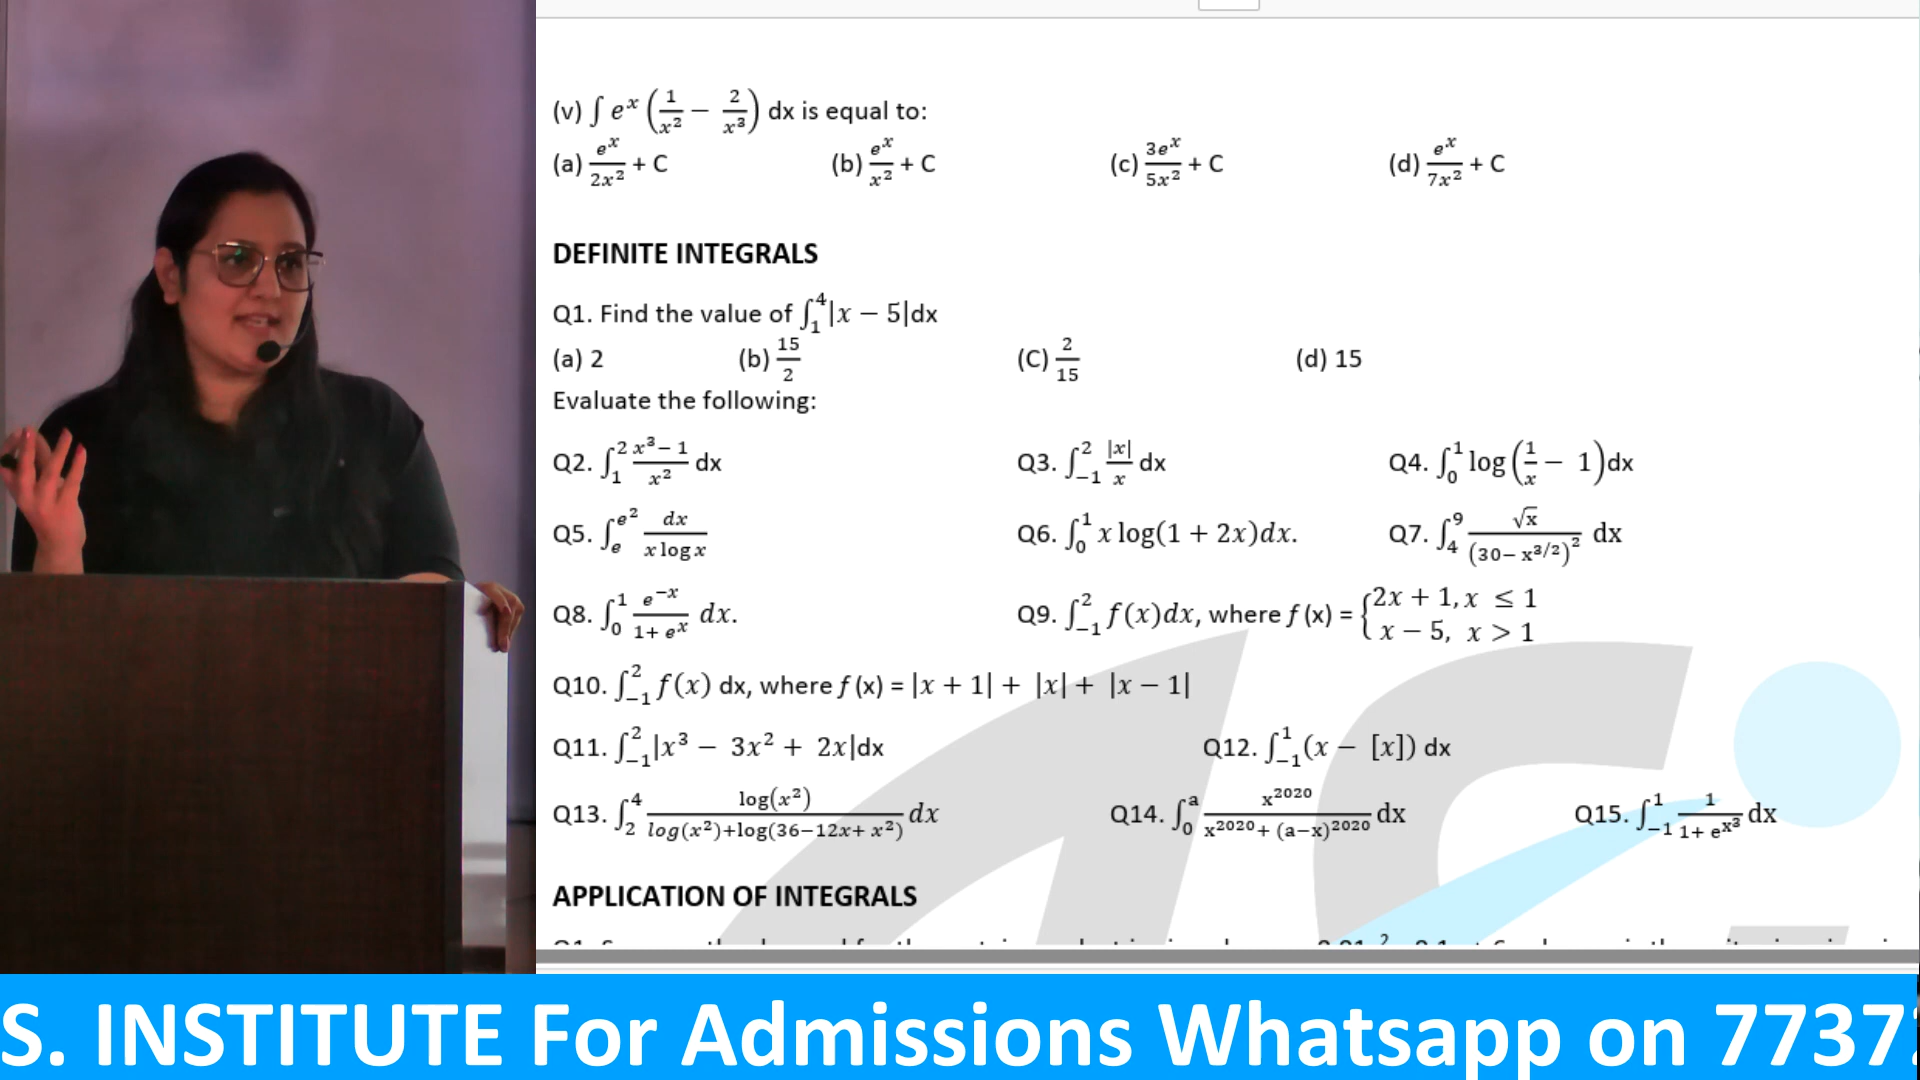 (v) ∫ eˣ (1/x² − 2/x³) dx is equal to:
(a) eˣ/2x² + C (b) eˣ/x² + C (c) 3eˣ/5x² + C (d) eˣ/7x² + C
DEFINITE INTEGRALS
Q1. Find the value of ∫₁⁴|x − 5|dx
(a) 2 (b) 15/2 (C) 2/15 (d) 15
Evaluate the following:
Q2. ∫₁² (x³ − 1)/x² dx Q3. ∫₋₁² |x|/x dx Q4. ∫₀¹ log (1/x − 1)dx
Q5. ∫ₑ^(e²) dx/(x log x) Q6. ∫₀¹ x log(1 + 2x)dx. Q7. ∫₄⁹ √x/(30− x^(3/2))² dx
Q8. ∫₀¹ e⁻ˣ/(1+ eˣ) dx. Q9. ∫₋₁² f(x)dx, where f (x) = {2x + 1, x ≤ 1
x − 5, x > 1
Q10. ∫₋₁² f(x) dx, where f (x) = |x + 1| + |x| + |x − 1|
Q11. ∫₋₁²|x³ − 3x² + 2x|dx Q12. ∫₋₁¹(x − [x]) dx
Q13. ∫₂⁴ log(x²)/(log(x²)+log(36−12x+ x²)) dx Q14. ∫₀ᵃ x²⁰²⁰/(x²⁰²⁰+ (a−x)²⁰²⁰) dx Q15. ∫₋₁¹ 1/(1+ e^(x³)) dx
APPLICATION OF INTEGRALS
S. INSTITUTE For Admissions Whatsapp on 7737